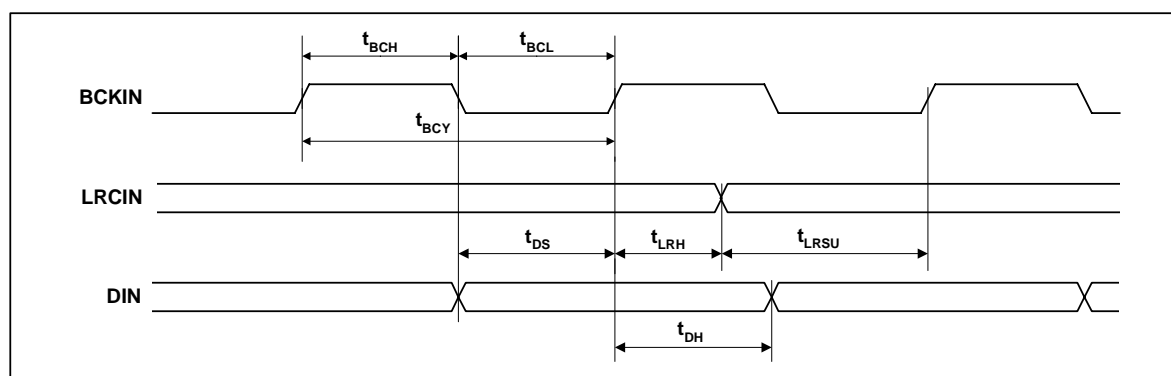 tBCH
tBCL
BCKIN
tBCY
LRCIN
tDS
tLRH
tLRSU
DIN
tDH